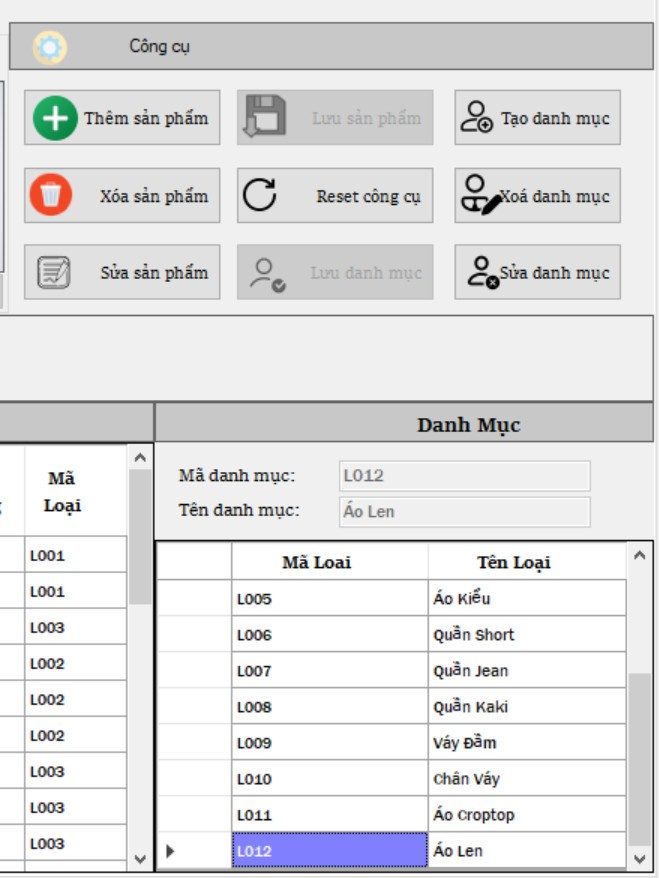 Công cụ
Thêm sản phẩm Lưu sản phẩm Tạo danh mục
Xóa sản phẩm Reset công cụ Xoá danh mục
Sửa sản phẩm Lưu danh mục Sửa danh mục
Danh Mục
Mã Loại
L001
L001
L003
L002
L002
L002
L003
L003
L003
Mã danh mục: L012
Tên danh mục: Áo Len
Mã Loai Tên Loại
L005 Áo Kiểu
L006 Quần Short
L007 Quần Jean
L008 Quần Kaki
L009 Váy Đầm
L010 Chân Váy
L011 Áo Croptop
L012 Áo Len